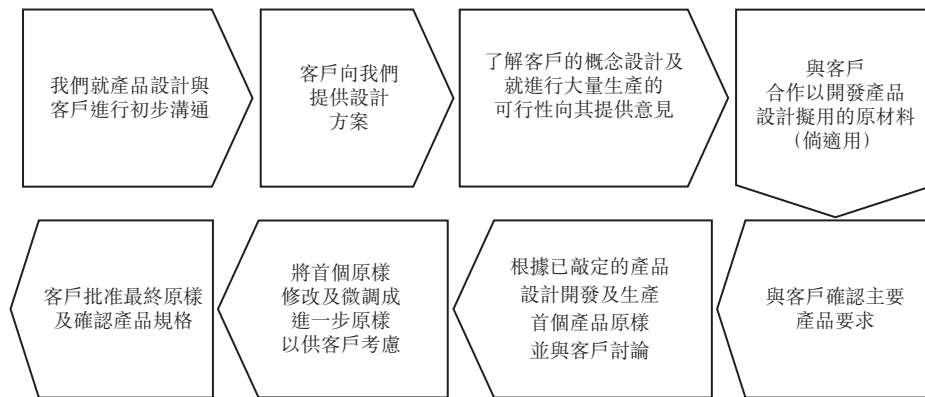 我們就產品設計與
客戶進行初步溝通
客戶向我們
提供設計
方案
了解客戶的概念設計及
就進行大量生產的
可行性向其提供意見
與客戶
合作以開發產品
設計擬用的原材料
（倘適用）
與客戶確認主要
產品要求
根據已敲定的產品
設計開發及生產
首個產品原樣
並與客戶討論
將首個原樣
修改及微調成
進一步原樣
以供客戶考慮
客戶批准最終原樣
及確認產品規格